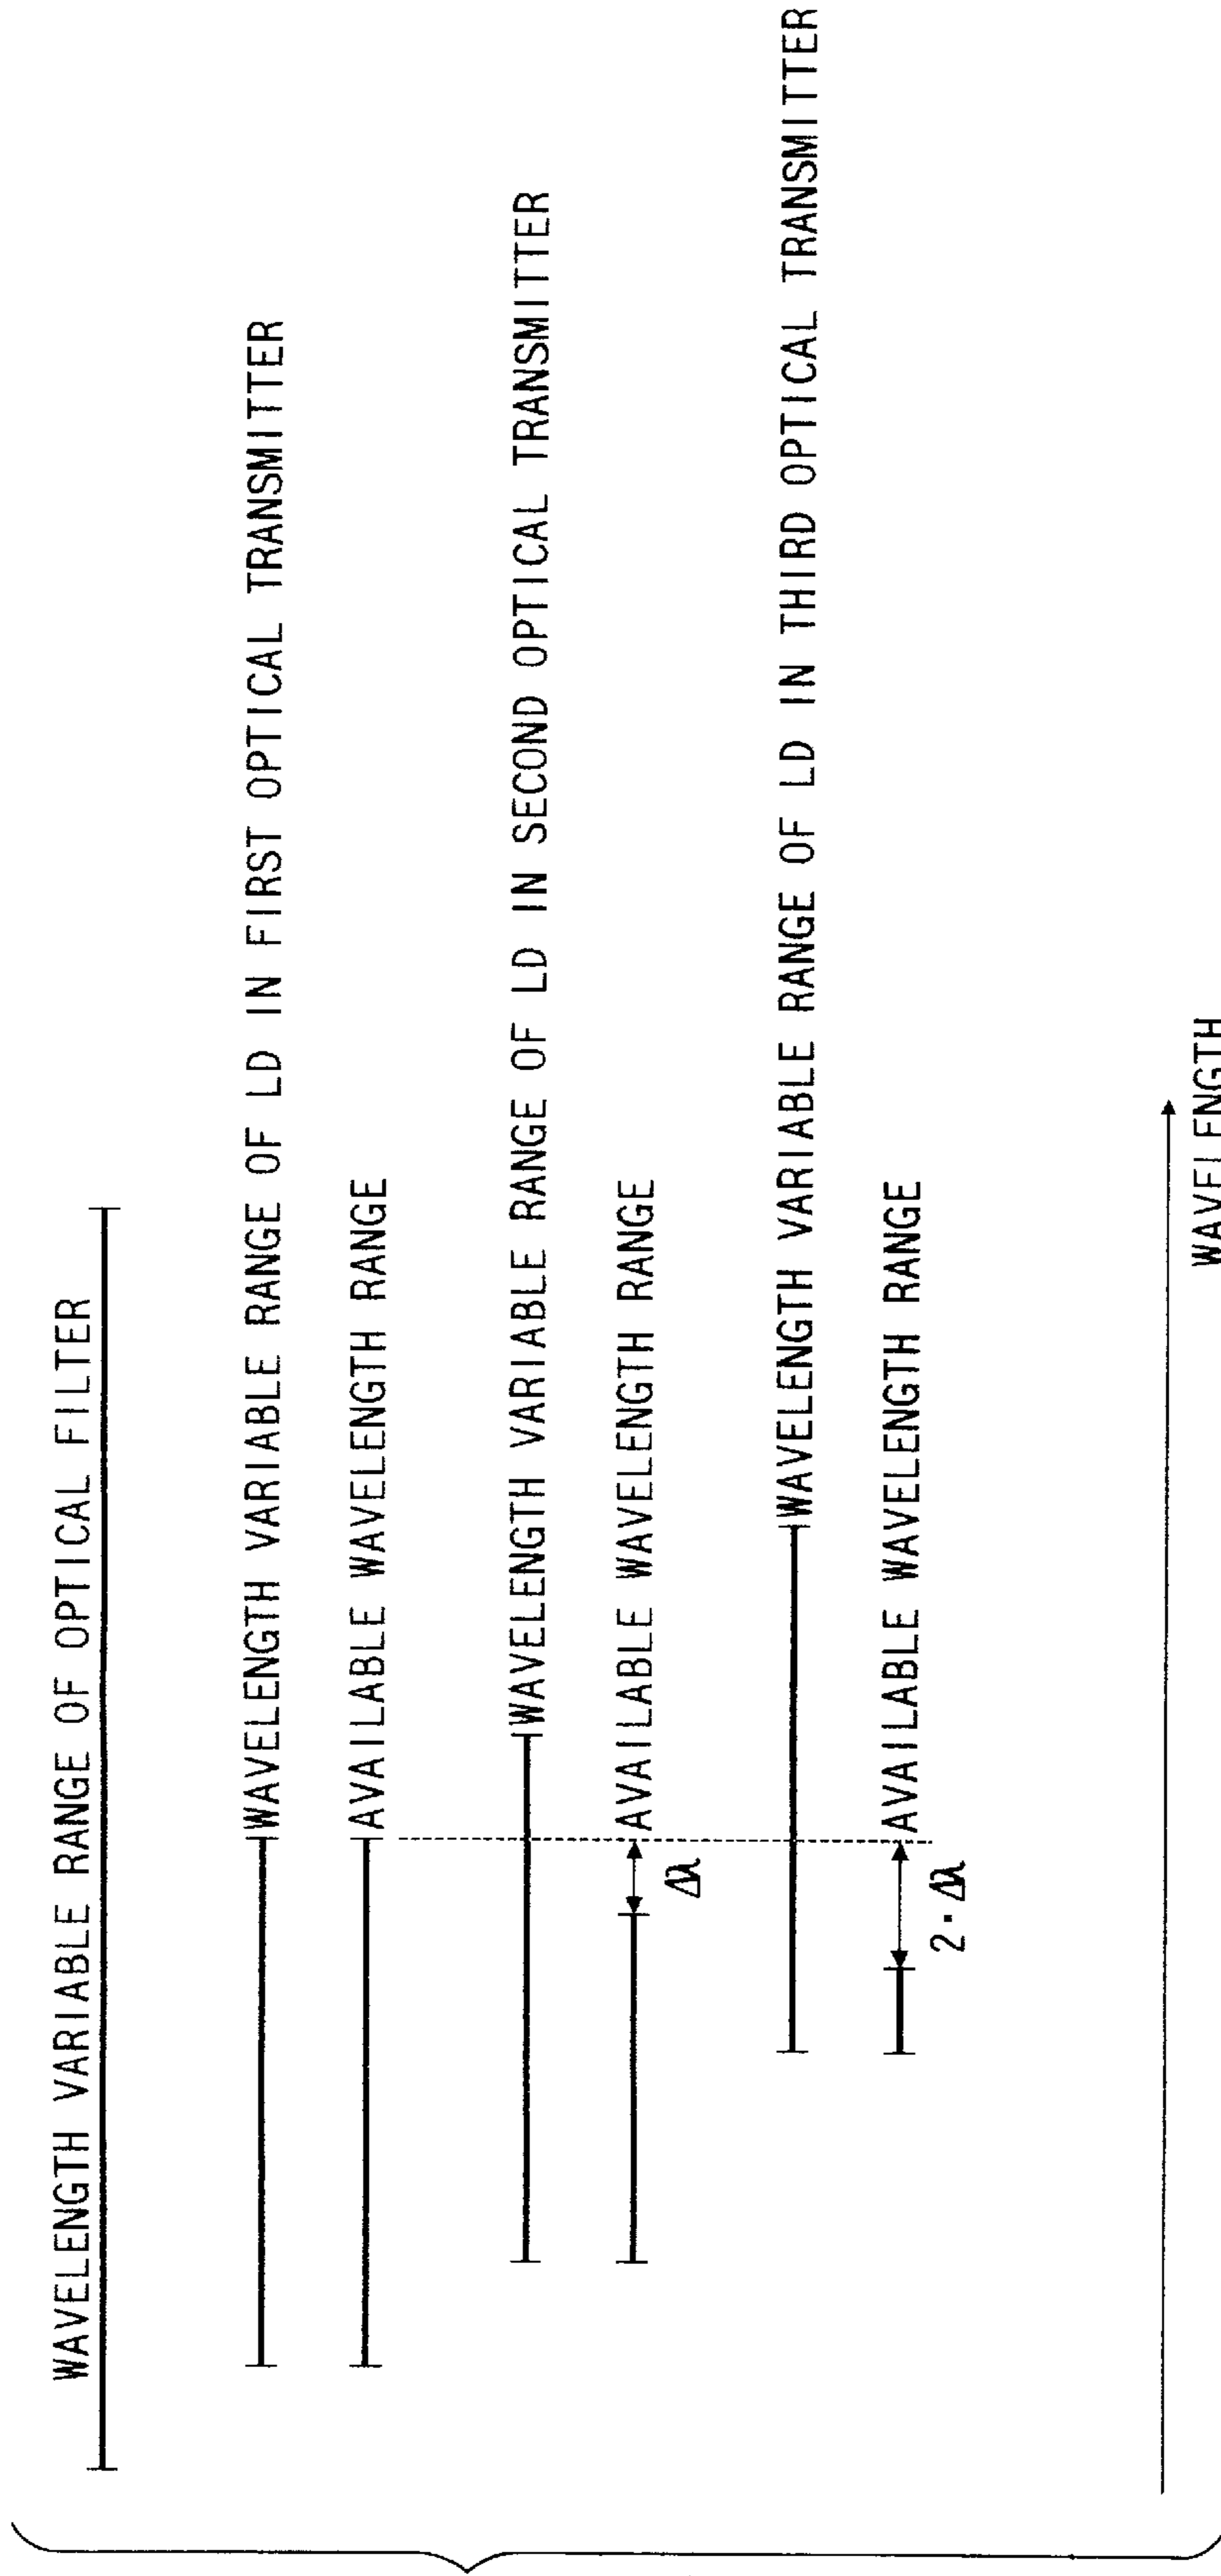 WAVELENGTH VARIABLE RANGE OF OPTICAL FILTER
WAVELENGTH VARIABLE RANGE OF LD IN FIRST OPTICAL TRANSMITTER
AVAILABLE WAVELENGTH RANGE
WAVELENGTH VARIABLE RANGE OF LD IN SECOND OPTICAL TRANSMITTER
AVAILABLE WAVELENGTH RANGE
Δλ
WAVELENGTH VARIABLE RANGE OF LD IN THIRD OPTICAL TRANSMITTER
AVAILABLE WAVELENGTH RANGE
2・Δλ
WAVELENGTH